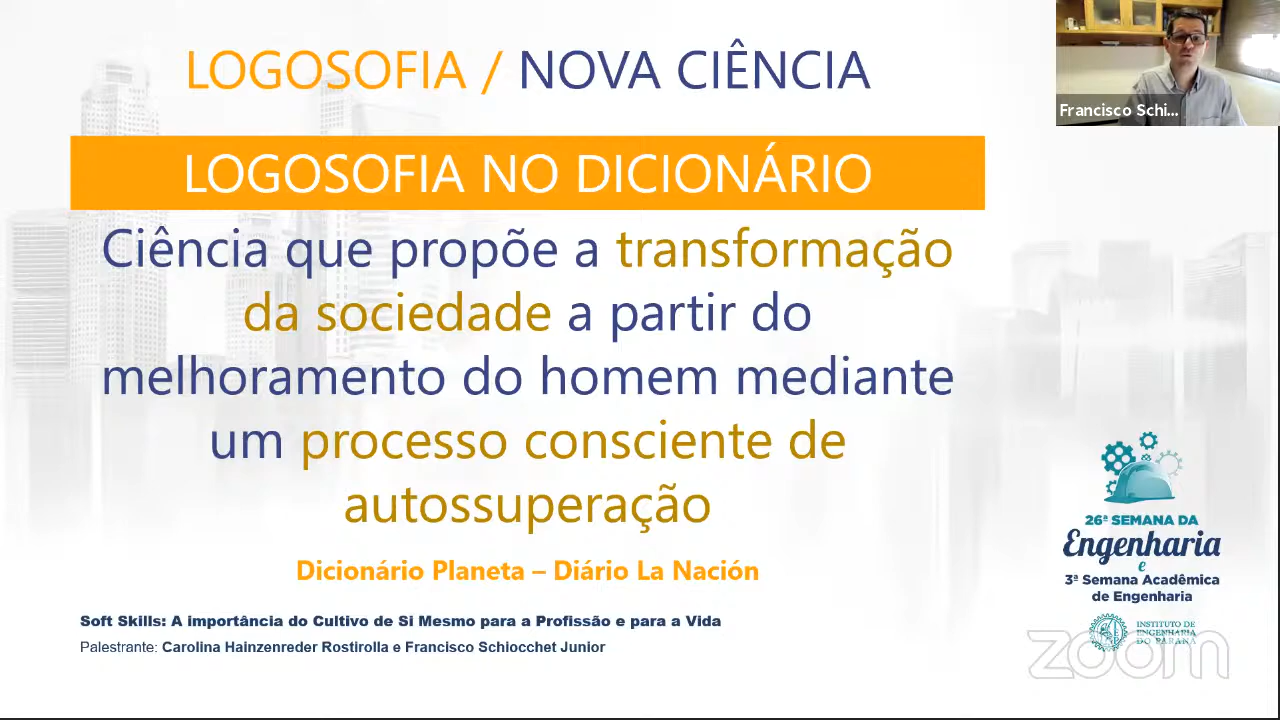 LOGOSOFIA / NOVA CIÊNCIA
Francisco Schi...
LOGOSOFIA NO DICIONÁRIO
Ciência que propõe a transformação
da sociedade a partir do
melhoramento do homem mediante
um processo consciente de
autossuperação
Dicionário Planeta – Diário La Nación
Soft Skills: A importância do Cultivo de Si Mesmo para a Profissão e para a Vida
Palestrante: Carolina Hainzenreder Rostirolla e Francisco Schiocchet Junior
26ª SEMANA DA
Engenharia
e
3ª Semana Acadêmica
de Engenharia
INSTITUTO DE
ENGENHARIA
DO PARANÁ
zoom